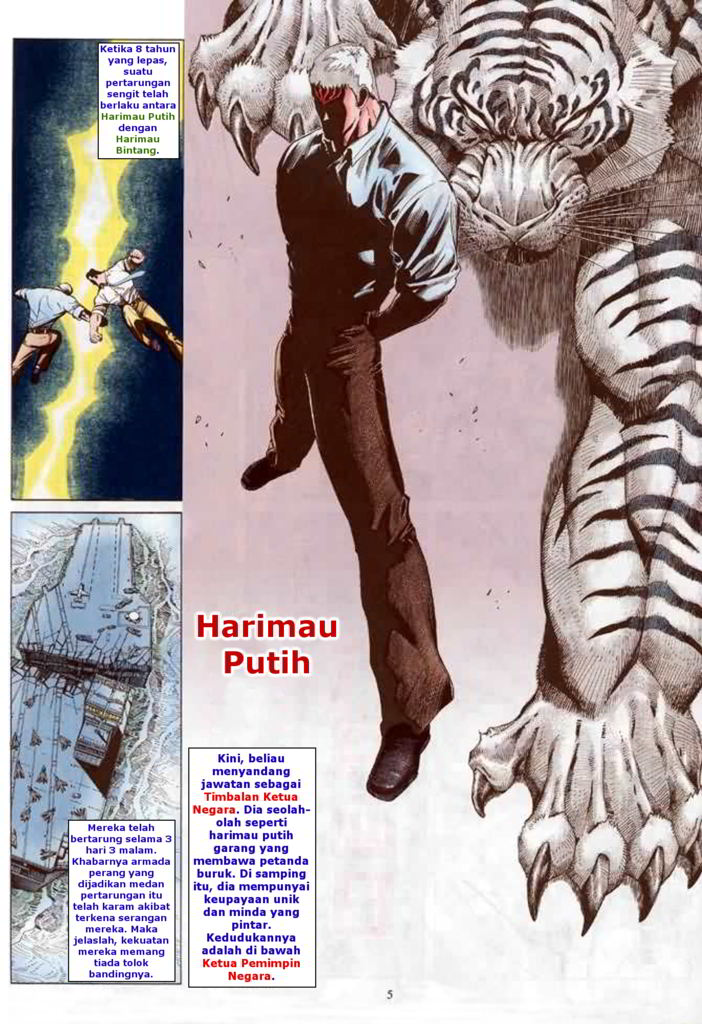 Ketika 8 tahun
yang lepas,
suatu
pertarungan
sengit telah
berlaku antara
Harimau Putih
dengan
Harimau
Bintang.
Harimau
Putih
Mereka telah
bertarung selama 3
hari 3 malam.
Khabarnya armada
perang yang
dijadikan medan
pertarungan itu
telah karam akibat
terkena serangan
mereka. Maka
jelaslah, kekuatan
mereka memang
tiada tolok
bandingnya.
Kini, beliau
menyandang
jawatan sebagai
Timbalan Ketua
Negara. Dia seolah-
olah seperti
harimau putih
garang yang
membawa petanda
buruk. Di samping
itu, dia mempunyai
keupayaan unik
dan minda yang
pintar.
Kedudukannya
adalah di bawah
Ketua Pemimpin
Negara.
5